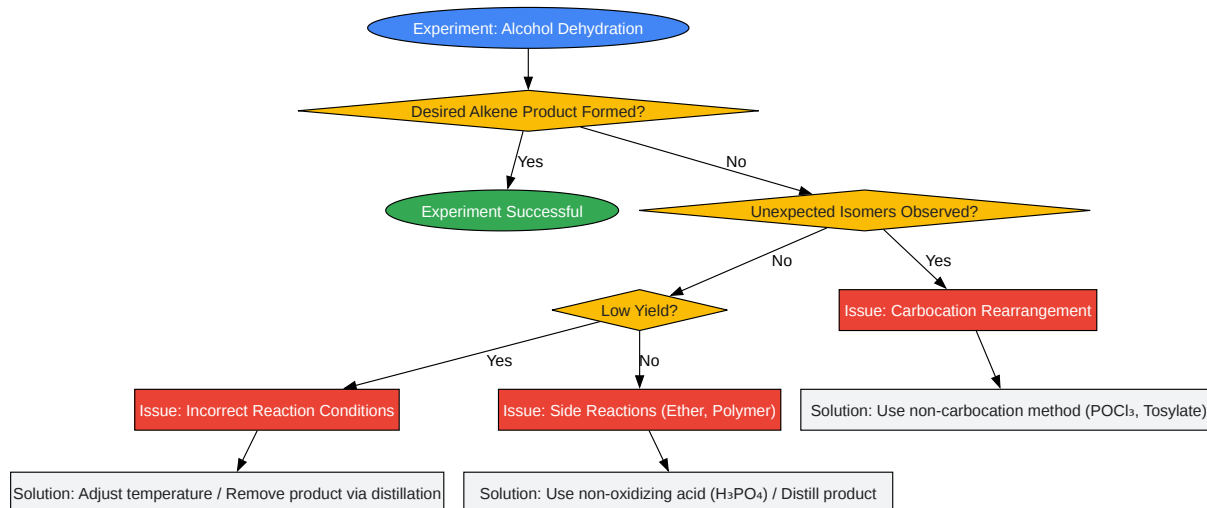 Experiment: Alcohol Dehydration
Desired Alkene Product Formed?
Yes
No
Experiment Successful
Unexpected Isomers Observed?
No
Yes
Low Yield?
Issue: Carbocation Rearrangement
Yes
No
Issue: Incorrect Reaction Conditions
Issue: Side Reactions (Ether, Polymer)
Solution: Use non-carbocation method (POCl₃, Tosylate)
Solution: Adjust temperature / Remove product via distillation
Solution: Use non-oxidizing acid (H₃PO₄) / Distill product